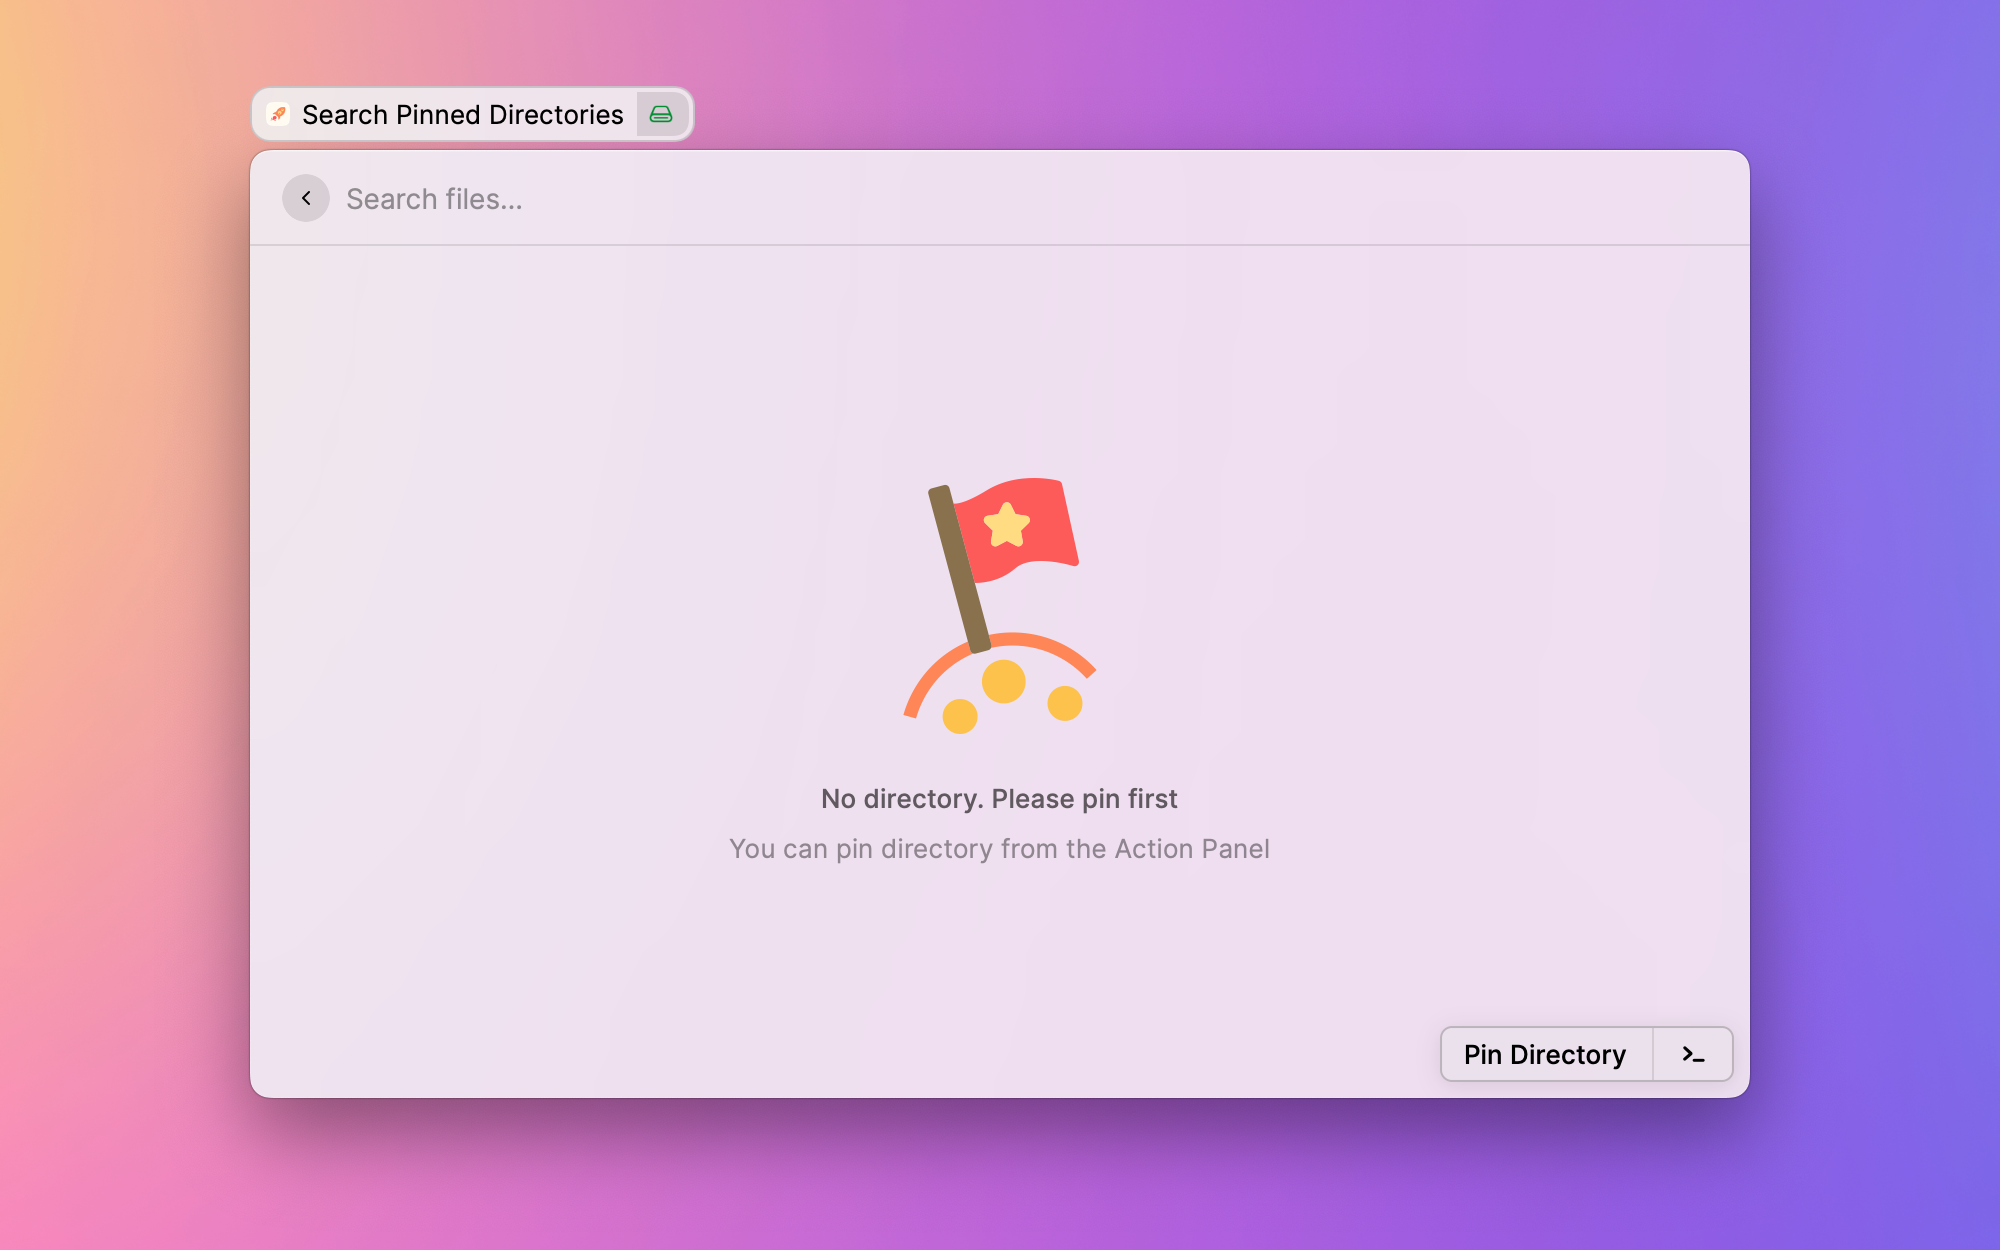 Search Pinned Directories
Search files...
No directory. Please pin first
You can pin directory from the Action Panel
Pin Directory